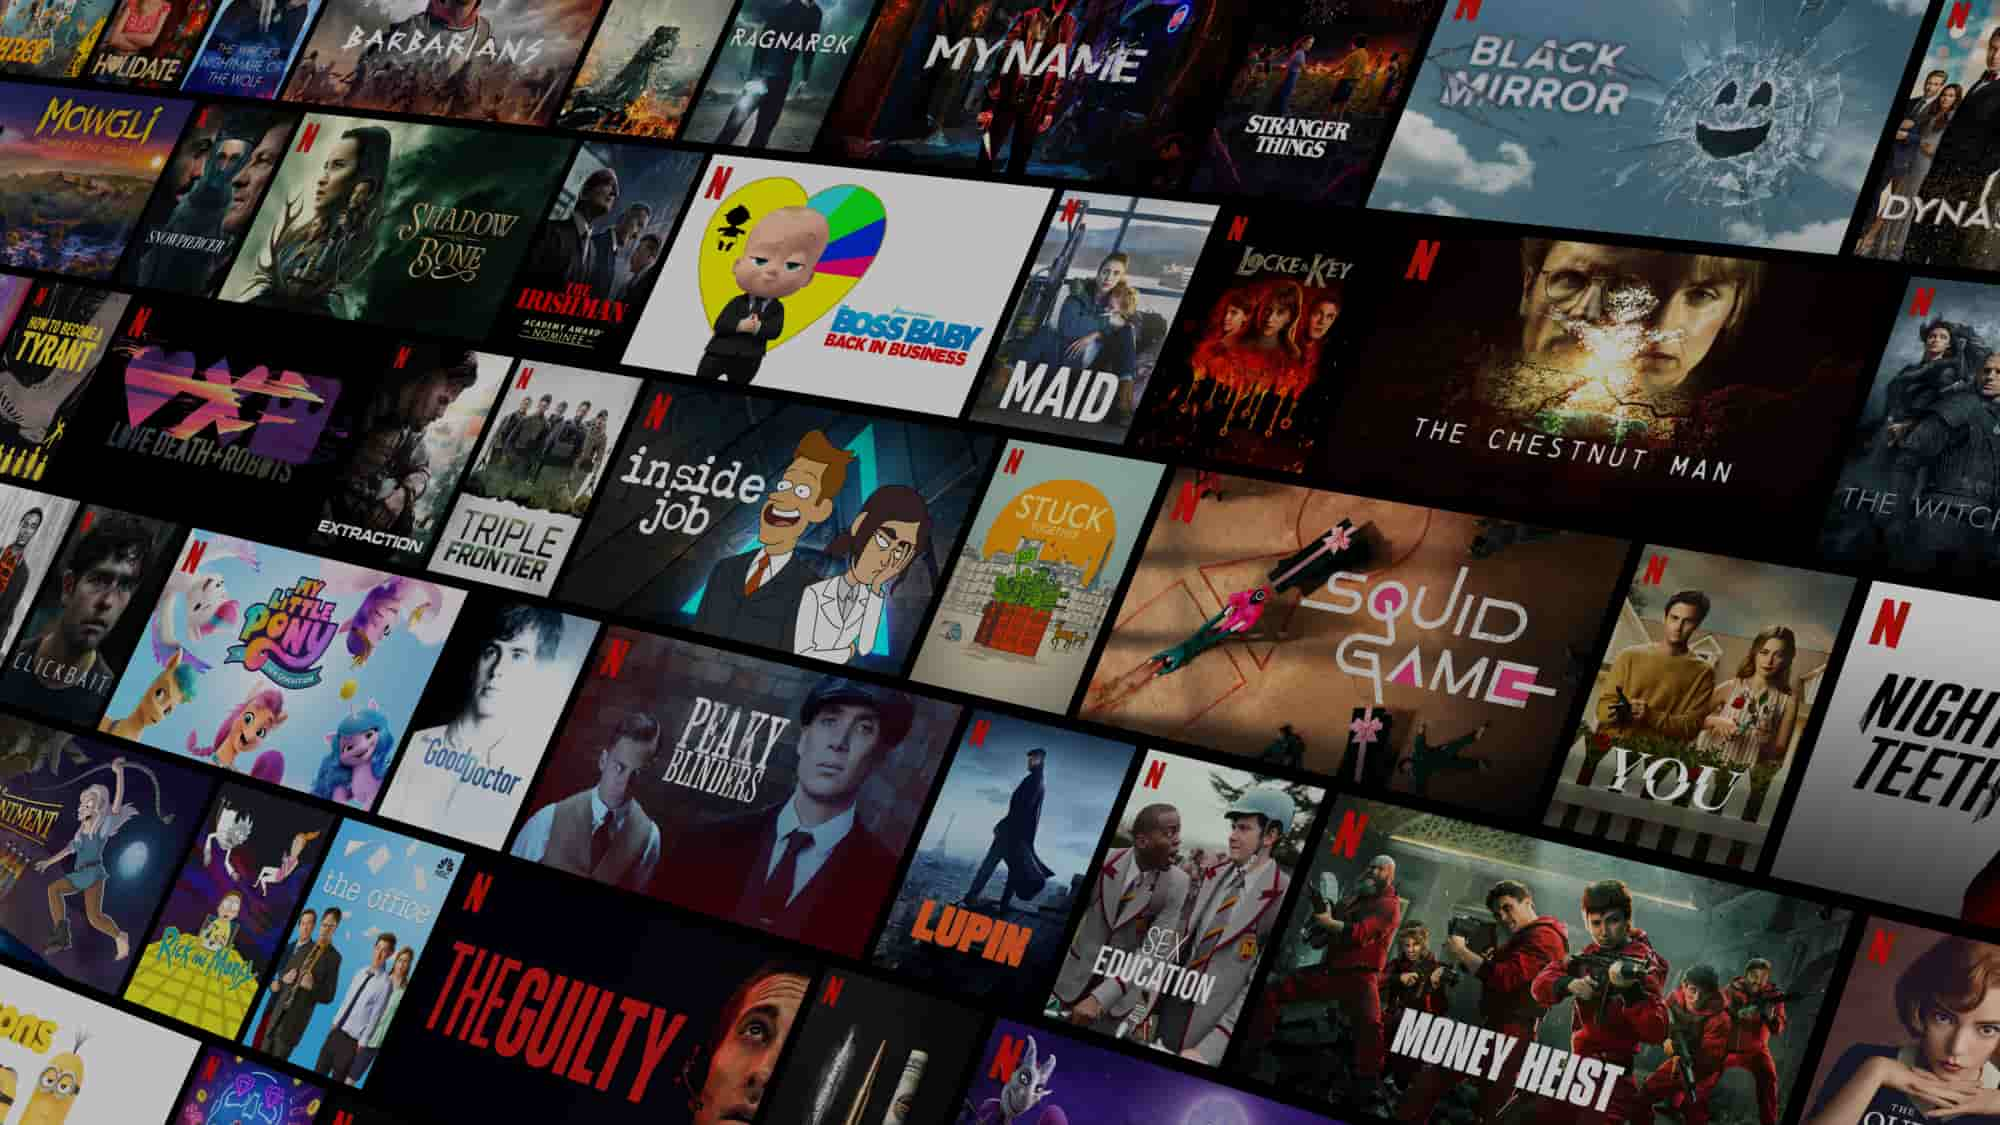 HOLIDATE
THE WITCHER
NIGHTMARE OF
THE WOLF
BARBARIANS
RAGNAROK
MY NAME
STRANGER
THINGS
N
BLACK
MIRROR
N
DYNAS
MOWGLI
SNOWPIERCER
N
SHADOW
AND
BONE
THE
IRISHMAN
ACADEMY AWARD
NOMINEE
N
BOSS BABY
BACK IN BUSINESS
N
MAID
N
LOCKE & KEY
N
THE CHESTNUT MAN
N
THE WITCH
N
HOW TO BECOME A
TYRANT
N
LOVE DEATH + ROBOTS
N
EXTRACTION
N
TRIPLE
FRONTIER
N
inside
job
N
STUCK
TOGETHER
N
SQUID
GAME
N
YOU
N
NIGHT
TEETH
N
CLICKBAIT
N
MY
LITTLE
PONY
the
Good Doctor
N
PEAKY
BLINDERS
N
LUPIN
N
SEX
EDUCATION
N
MONEY HEIST
N
THE
NTMENT
Rick and Morty
NBC
the office
N
THE GUILTY
N
N
ons
N
N